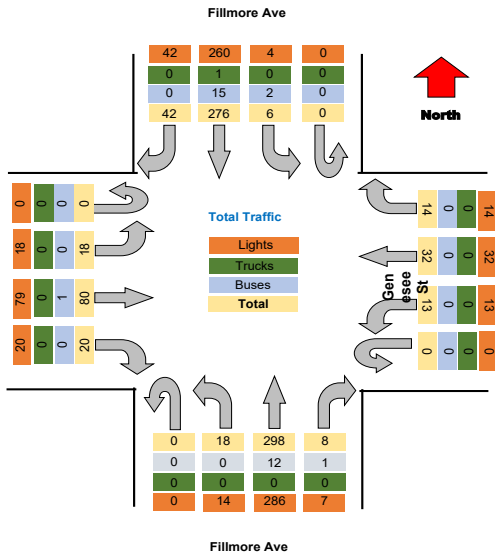 Fillmore Ave
42 260 4 0
0 1 0 0
0 15 2 0
42 276 6 0
North
0 0 0 0
18 0 0 18
79 0 1 80
20 0 0 20
Total Traffic
Lights
Trucks
Buses
Total
14 0 0 14
32 0 0 32
13 0 0 13
0 0 0 0
Gen
esee
St
0 18 298 8
0 0 12 1
0 0 0 0
0 14 286 7
Fillmore Ave